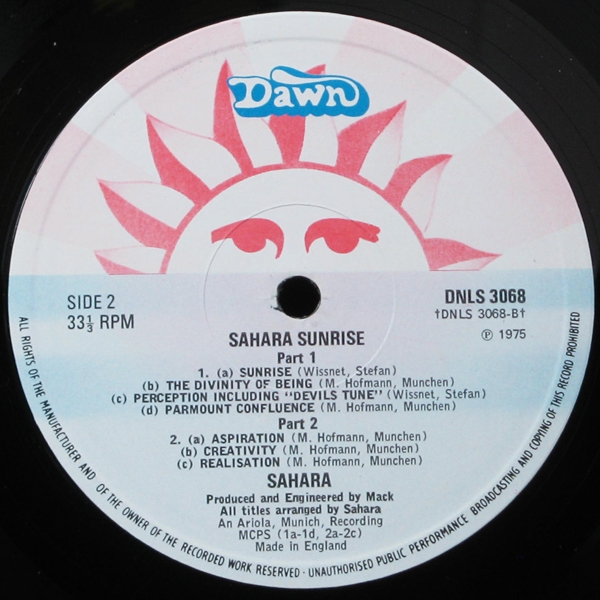 Dawn
SIDE 2
33⅓ RPM
DNLS 3068
†DNLS 3068-B†
Ⓟ 1975
SAHARA SUNRISE
Part 1
1. (a) SUNRISE (Wissnet, Stefan)
(b) THE DIVINITY OF BEING (M. Hofmann, Munchen)
(c) PERCEPTION INCLUDING "DEVILS TUNE" (Wissnet, Stefan)
(d) PARMOUNT CONFLUENCE (M. Hofmann, Munchen)
Part 2
2. (a) ASPIRATION (M. Hofmann, Munchen)
(b) CREATIVITY (M. Hofmann, Munchen)
(c) REALISATION (M. Hofmann, Munchen)
SAHARA
Produced and Engineered by Mack
All titles arranged by Sahara
An Ariola, Munich, Recording
MCPS (1a-1d, 2a-2c)
Made in England
ALL RIGHTS OF THE MANUFACTURER AND OF THE OWNER OF THE RECORDED WORK RESERVED · UNAUTHORISED PUBLIC PERFORMANCE BROADCASTING AND COPYING OF THIS RECORD PROHIBITED